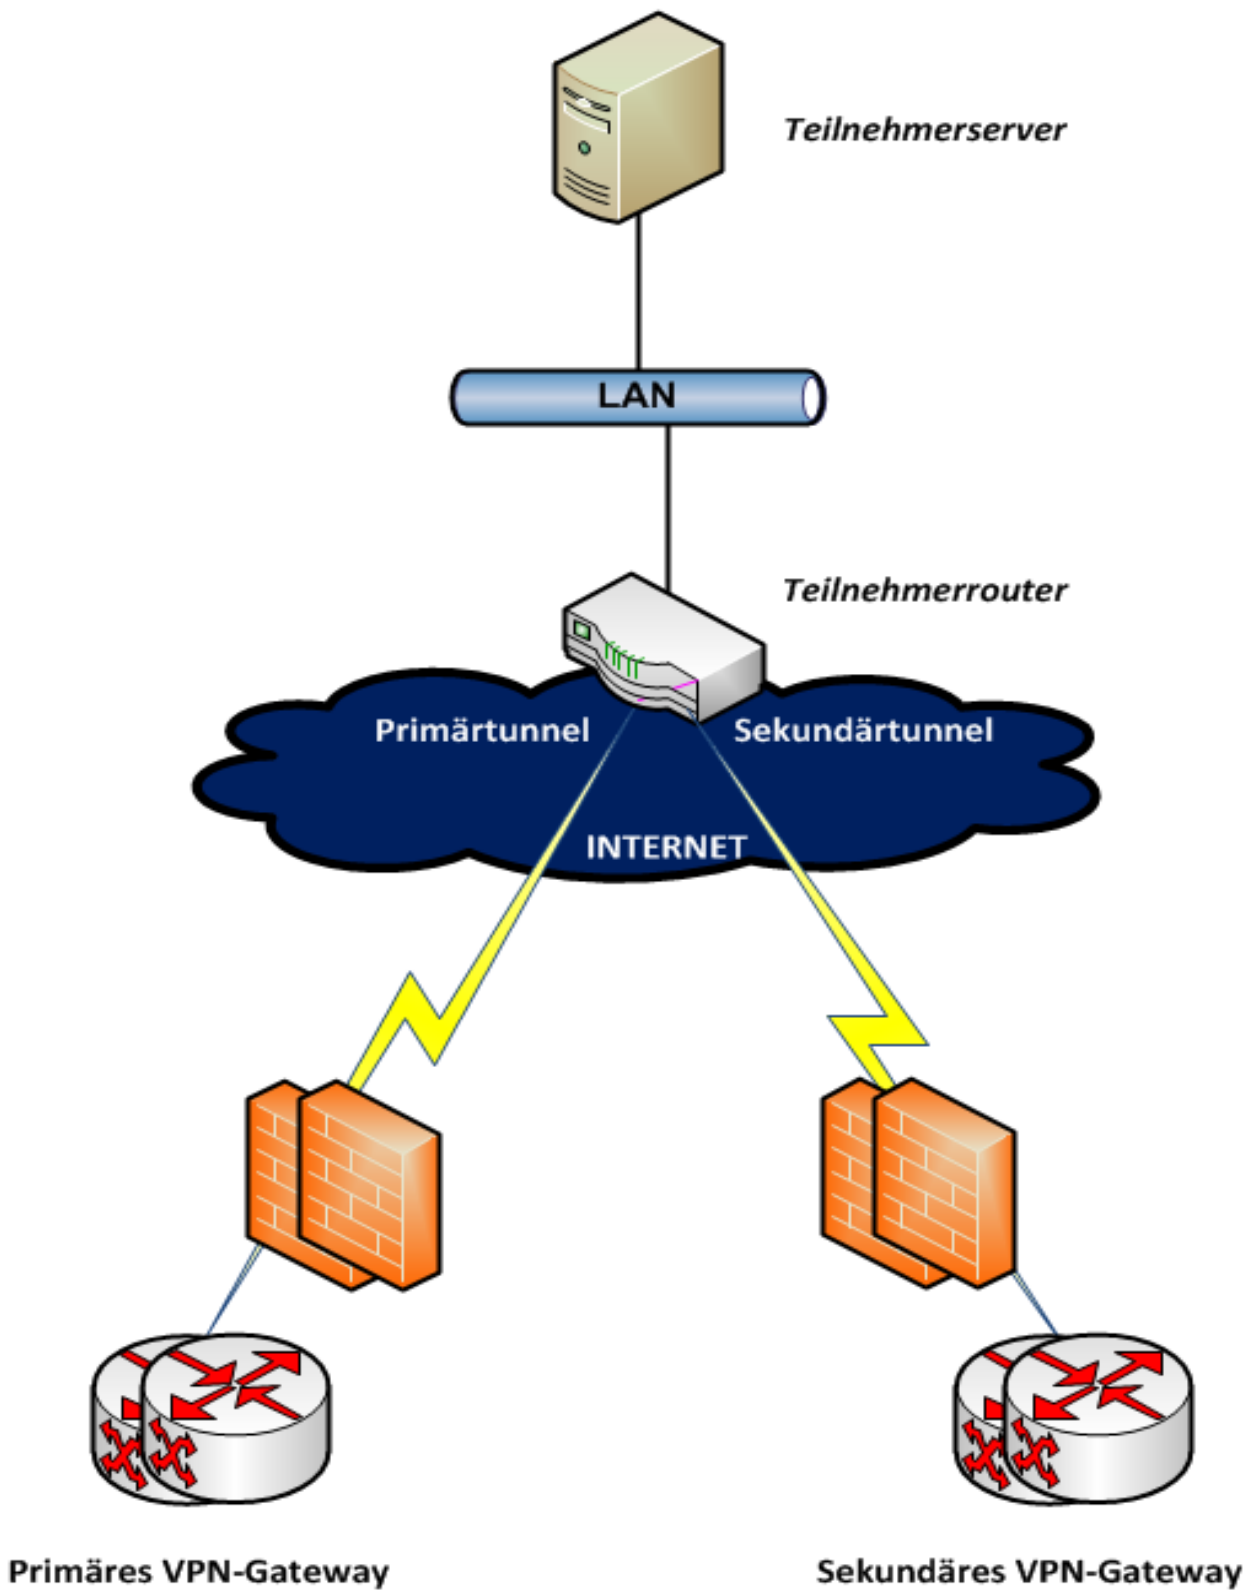 Teilnehmerserver
LAN
Teilnehmerrouter
Primärtunnel
Sekundärtunnel
INTERNET
Primäres VPN-Gateway
Sekundäres VPN-Gateway